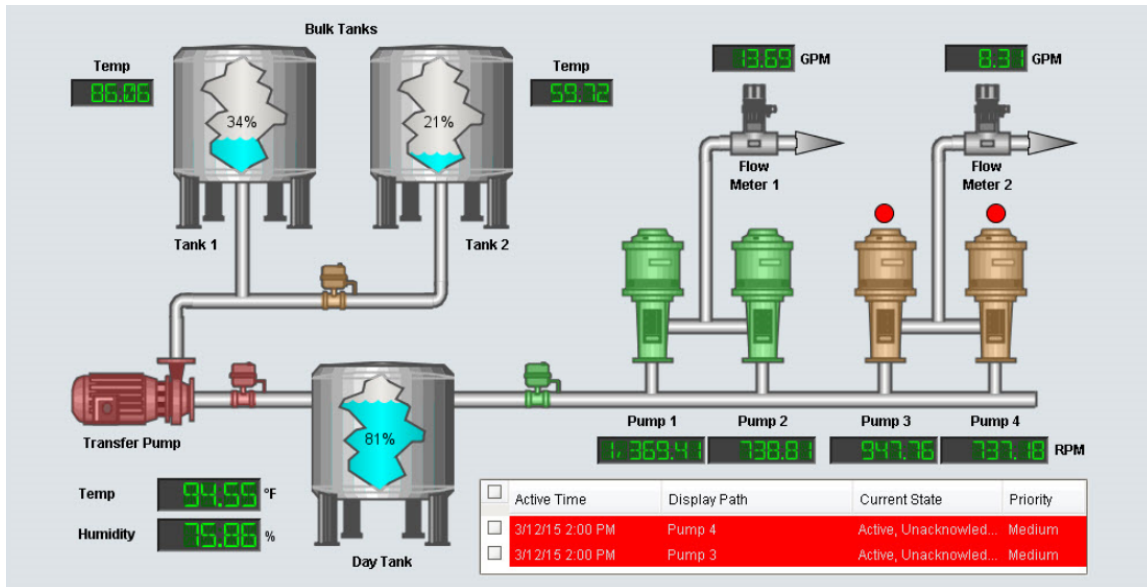 Bulk Tanks
Temp
86.06
34%
21%
Temp
59.72
13.69 GPM
8.31 GPM
Flow
Meter 1
Flow
Meter 2
Tank 1
Tank 2
Transfer Pump
81%
Pump 1
Pump 2
Pump 3
Pump 4
1,369.41
738.81
947.76
737.18 RPM
Temp 94.55 °F
Humidity 75.86 %
Day Tank
Active Time Display Path Current State Priority
3/12/15 2:00 PM Pump 4 Active, Unacknowled... Medium
3/12/15 2:00 PM Pump 3 Active, Unacknowled... Medium